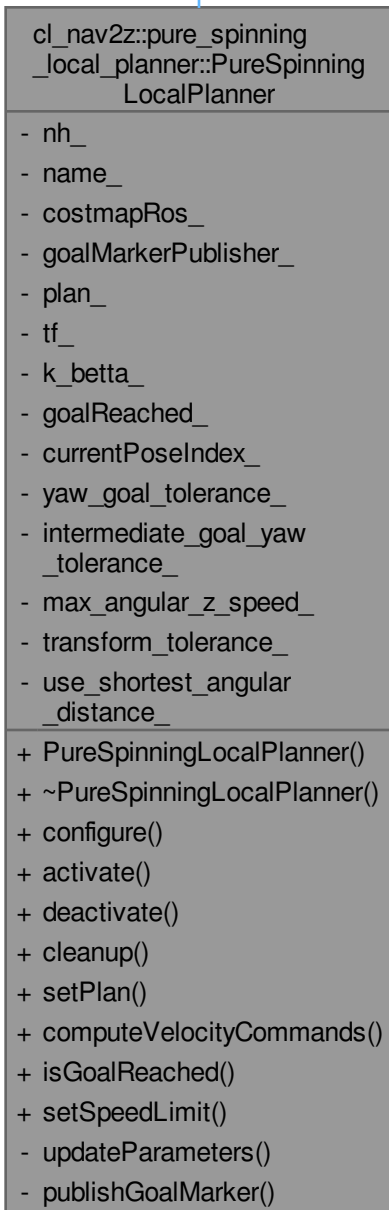 cl_nav2z::pure_spinning
_local_planner::PureSpinning
LocalPlanner
- nh_
- name_
- costmapRos_
- goalMarkerPublisher_
- plan_
- tf_
- k_betta_
- goalReached_
- currentPoseIndex_
- yaw_goal_tolerance_
- intermediate_goal_yaw
_tolerance_
- max_angular_z_speed_
- transform_tolerance_
- use_shortest_angular
_distance_
+ PureSpinningLocalPlanner()
+ ~PureSpinningLocalPlanner()
+ configure()
+ activate()
+ deactivate()
+ cleanup()
+ setPlan()
+ computeVelocityCommands()
+ isGoalReached()
+ setSpeedLimit()
- updateParameters()
- publishGoalMarker()